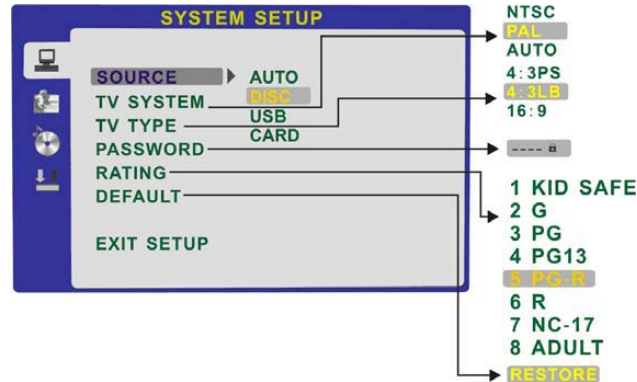 SYSTEM SETUP
SOURCE
TV SYSTEM
TV TYPE
PASSWORD
RATING
DEFAULT
EXIT SETUP
AUTO
DISC
USB
CARD
NTSC
PAL
AUTO
4:3PS
4:3LB
16:9
----
1 KID SAFE
2 G
3 PG
4 PG13
5 PG-R
6 R
7 NC-17
8 ADULT
RESTORE